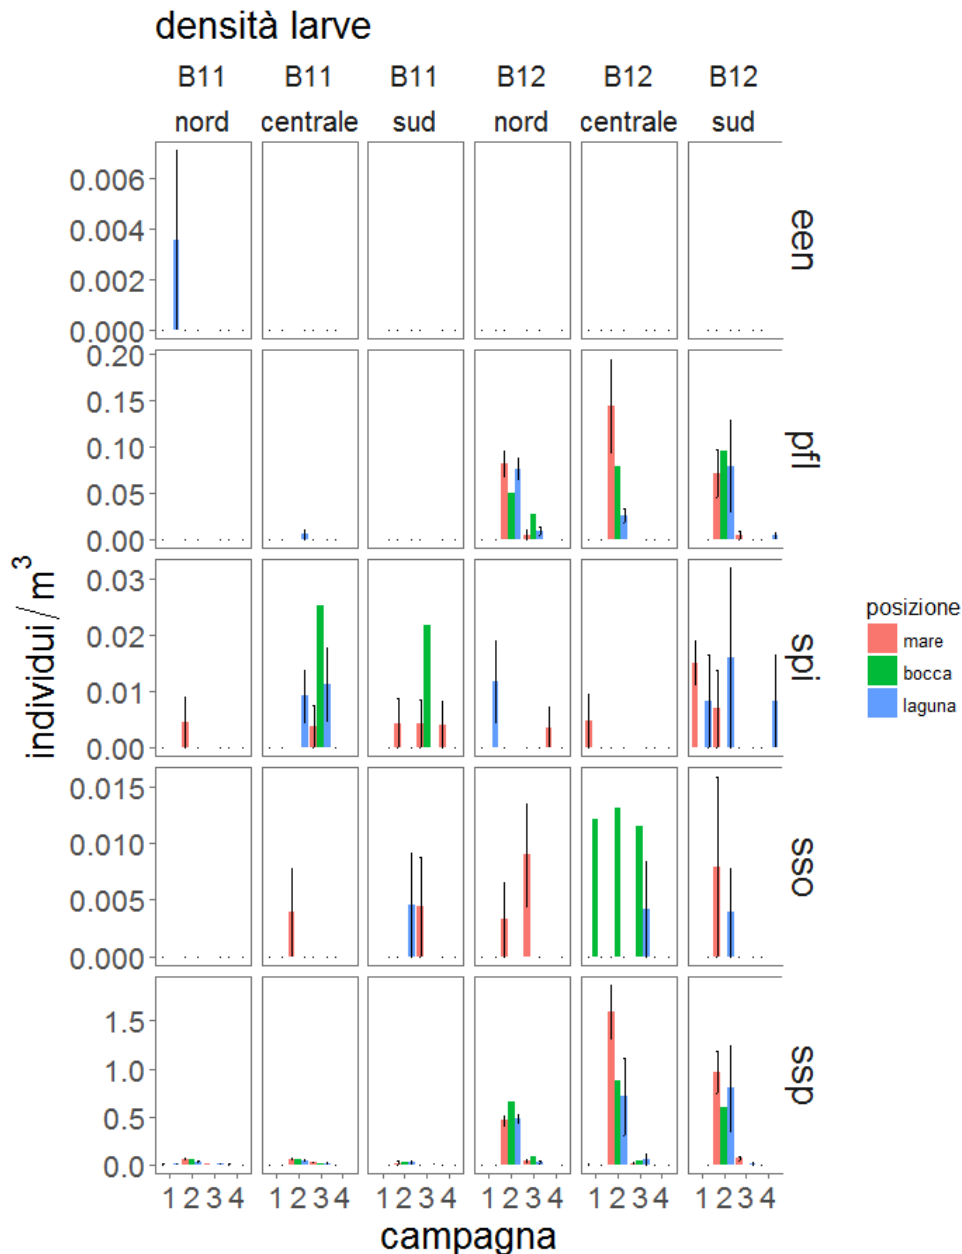 densità larve
B11 B11 B11 B12 B12 B12
nord centrale sud nord centrale sud
0.006
0.004
0.002
0.000
een
0.20
0.15
0.10
0.05
0.00
pfl
0.03
0.02
0.01
0.00
spi
0.015
0.010
0.005
0.000
sso
1.5
1.0
0.5
0.0
ssp
individui / m³
1 2 3 4 1 2 3 4 1 2 3 4 1 2 3 4 1 2 3 4 1 2 3 4
campagna
posizione
mare
bocca
laguna